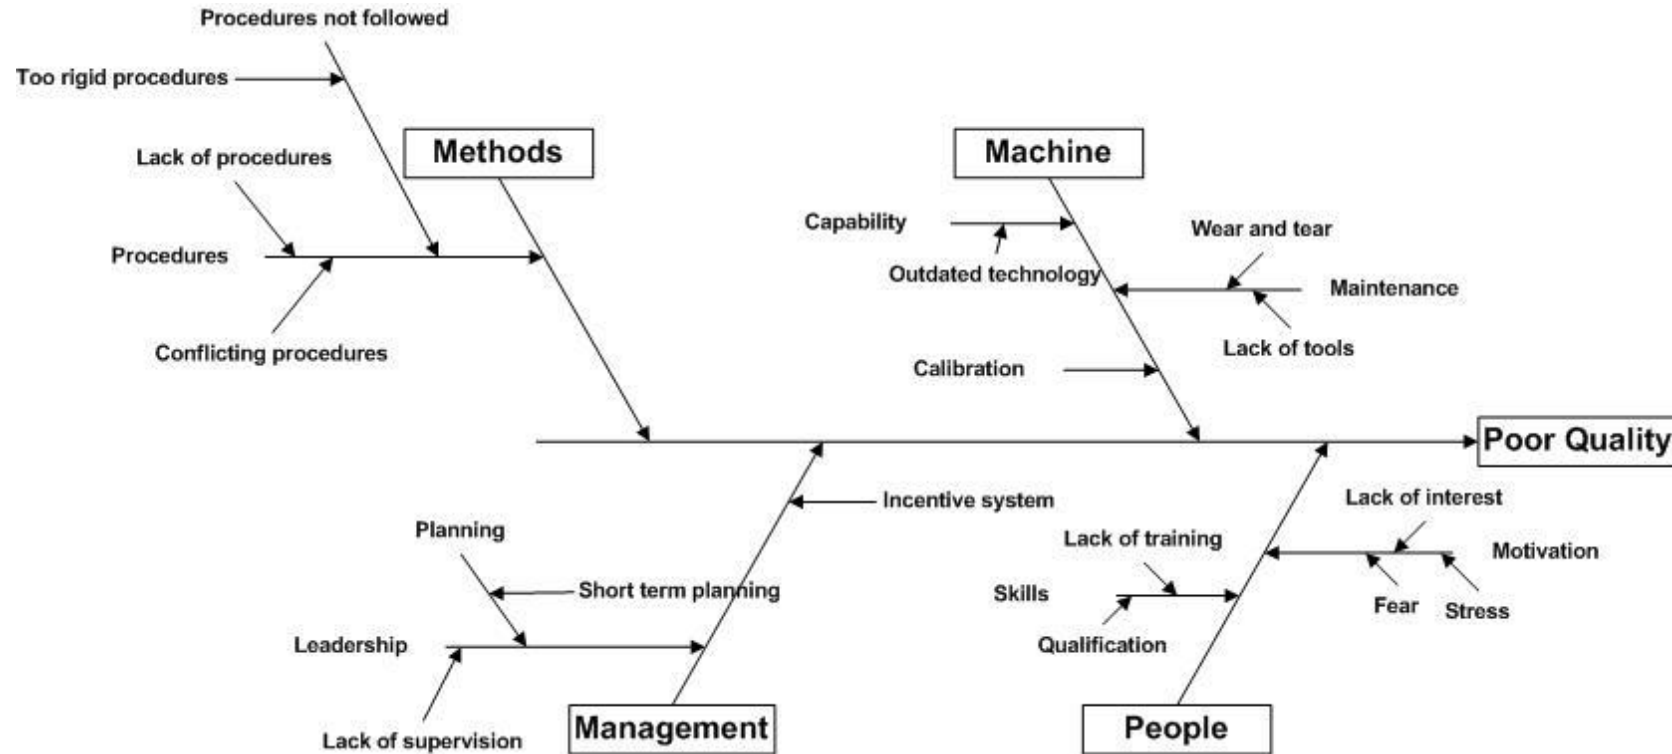 Procedures not followed
Too rigid procedures
Methods
Machine
Lack of procedures
Capability
Wear and tear
Procedures
Outdated technology
Maintenance
Conflicting procedures
Lack of tools
Calibration
Poor Quality
Incentive system
Lack of interest
Planning
Lack of training
Motivation
Short term planning
Skills
Fear
Stress
Leadership
Qualification
Lack of supervision
Management
People